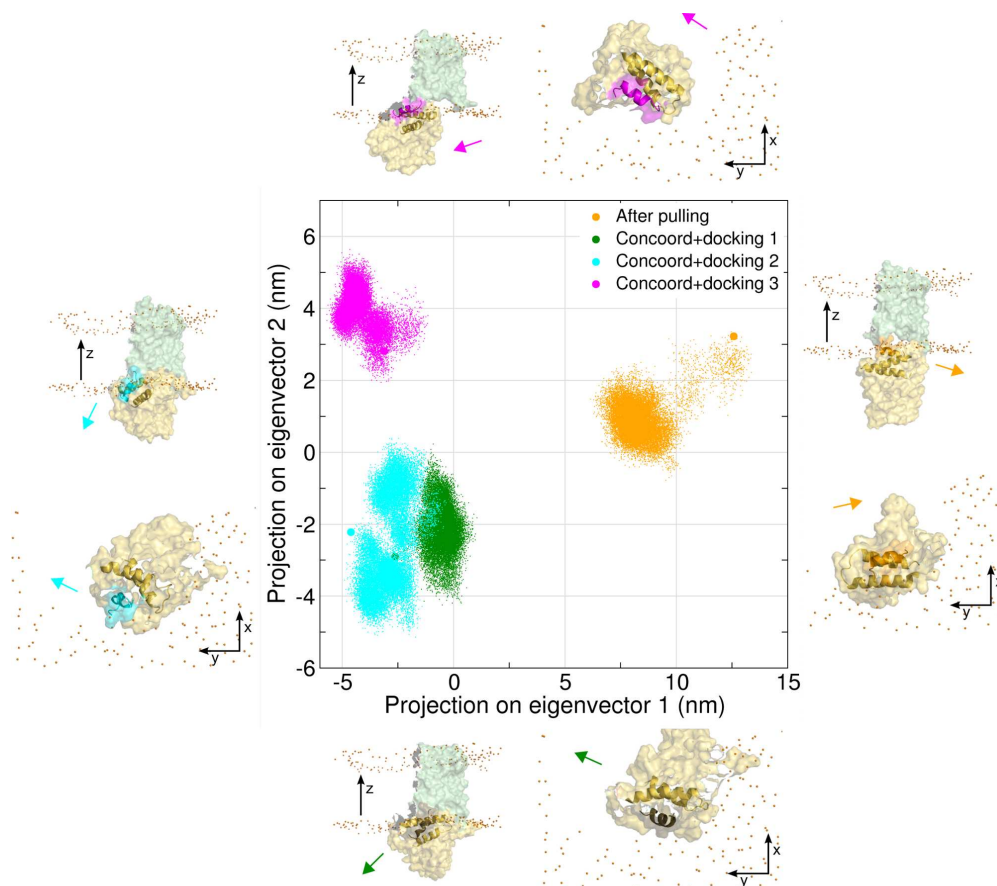 z
x
y
Projection on eigenvector 2 (nm)
6
4
2
0
-2
-4
-6
After pulling
Concoord+docking 1
Concoord+docking 2
Concoord+docking 3
-5
0
5
10
15
Projection on eigenvector 1 (nm)
z
x
y
z
y
z
x
y